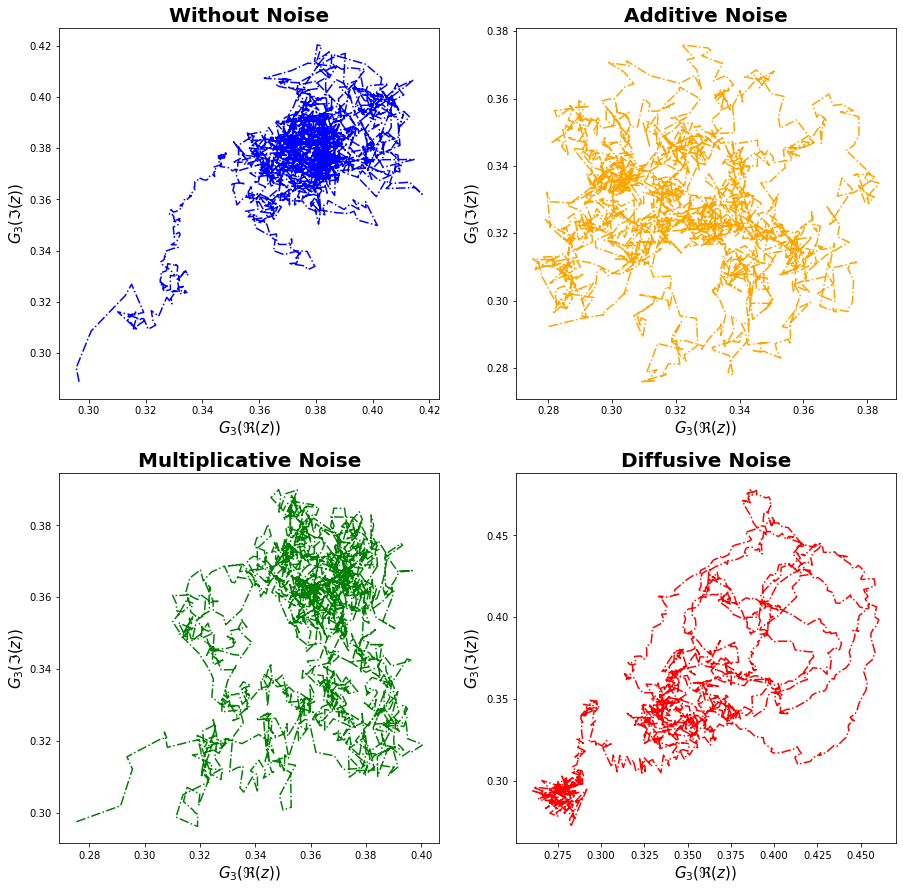 Without Noise
0.42
0.40
0.38
0.36
0.34
0.32
0.30
G₃(ℑ(z))
0.30 0.32 0.34 0.36 0.38 0.40 0.42
G₃(ℜ(z))
Additive Noise
0.38
0.36
0.34
0.32
0.30
0.28
G₃(ℑ(z))
0.28 0.30 0.32 0.34 0.36 0.38
G₃(ℜ(z))
Multiplicative Noise
0.38
0.36
0.34
0.32
0.30
G₃(ℑ(z))
0.28 0.30 0.32 0.34 0.36 0.38 0.40
G₃(ℜ(z))
Diffusive Noise
0.45
0.40
0.35
0.30
G₃(ℑ(z))
0.275 0.300 0.325 0.350 0.375 0.400 0.425 0.450
G₃(ℜ(z))